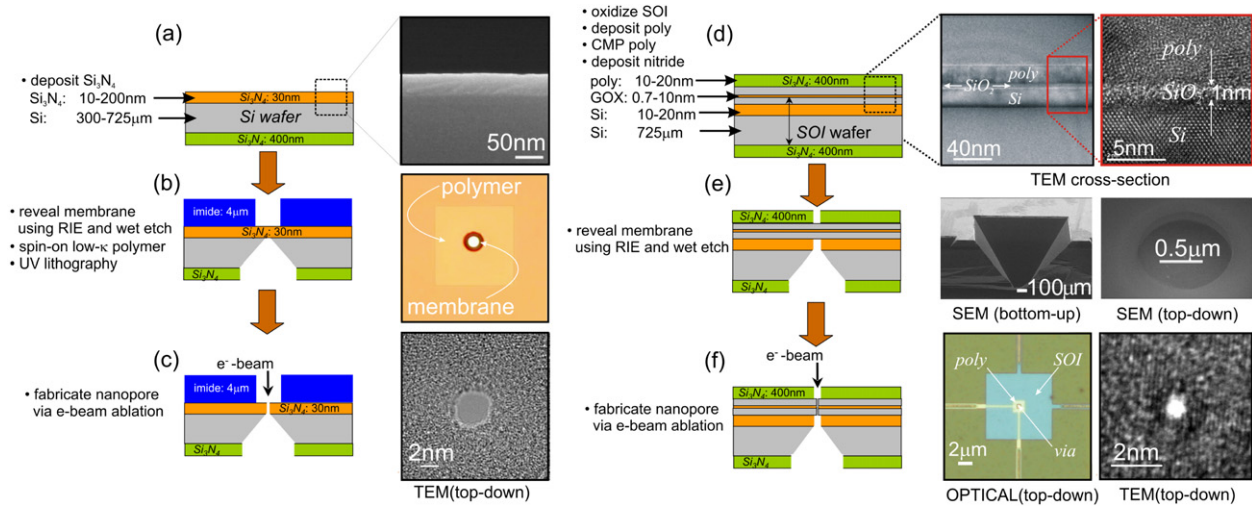 (a)
• deposit Si₃N₄
Si₃N₄: 10-200nm
Si: 300-725μm
Si₃N₄: 30nm
Si wafer
Si₃N₄: 400nm
50nm
(b)
• reveal membrane
using RIE and wet etch
• spin-on low-κ polymer
• UV lithography
imide: 4μm
Si₃N₄: 30nm
Si₃N₄
polymer
membrane
(c)
e⁻ -beam
• fabricate nanopore
via e-beam ablation
imide: 4μm
Si₃N₄: 30nm
Si₃N₄
2nm
TEM(top-down)
• oxidize SOI
• deposit poly
• CMP poly
• deposit nitride
(d)
poly: 10-20nm
GOX: 0.7-10nm
Si: 10-20nm
Si: 725μm
Si₃N₄: 400nm
SOI wafer
Si₃N₄: 400nm
SiO₂ poly
Si
40nm
poly
SiO₂ 1nm
Si
5nm
TEM cross-section
(e)
• reveal membrane
using RIE and wet etch
Si₃N₄: 400nm
Si₃N₄
100μm
SEM (bottom-up)
0.5μm
SEM (top-down)
(f)
e⁻ -beam
• fabricate nanopore
via e-beam ablation
Si₃N₄: 400nm
Si₃N₄
poly SOI
via
2μm
OPTICAL(top-down)
2nm
TEM(top-down)